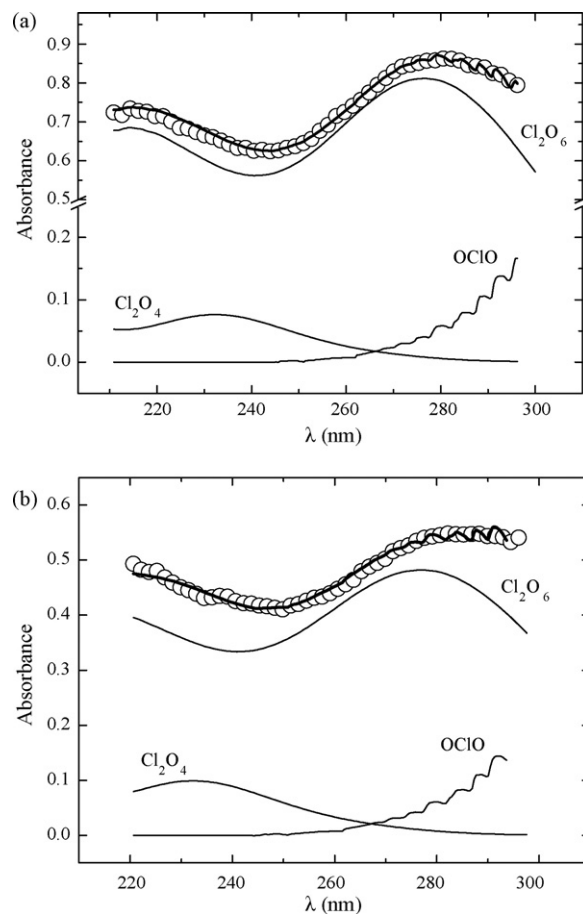 (a)
0.9
0.8
Cl₂O₆
0.7
0.6
0.5
Absorbance
0.2
OClO
Cl₂O₄
0.1
0.0
220 240 260 280 300
λ (nm)
(b)
0.6
0.5
Cl₂O₆
0.4
0.3
Absorbance
0.2
OClO
Cl₂O₄
0.1
0.0
220 240 260 280 300
λ (nm)